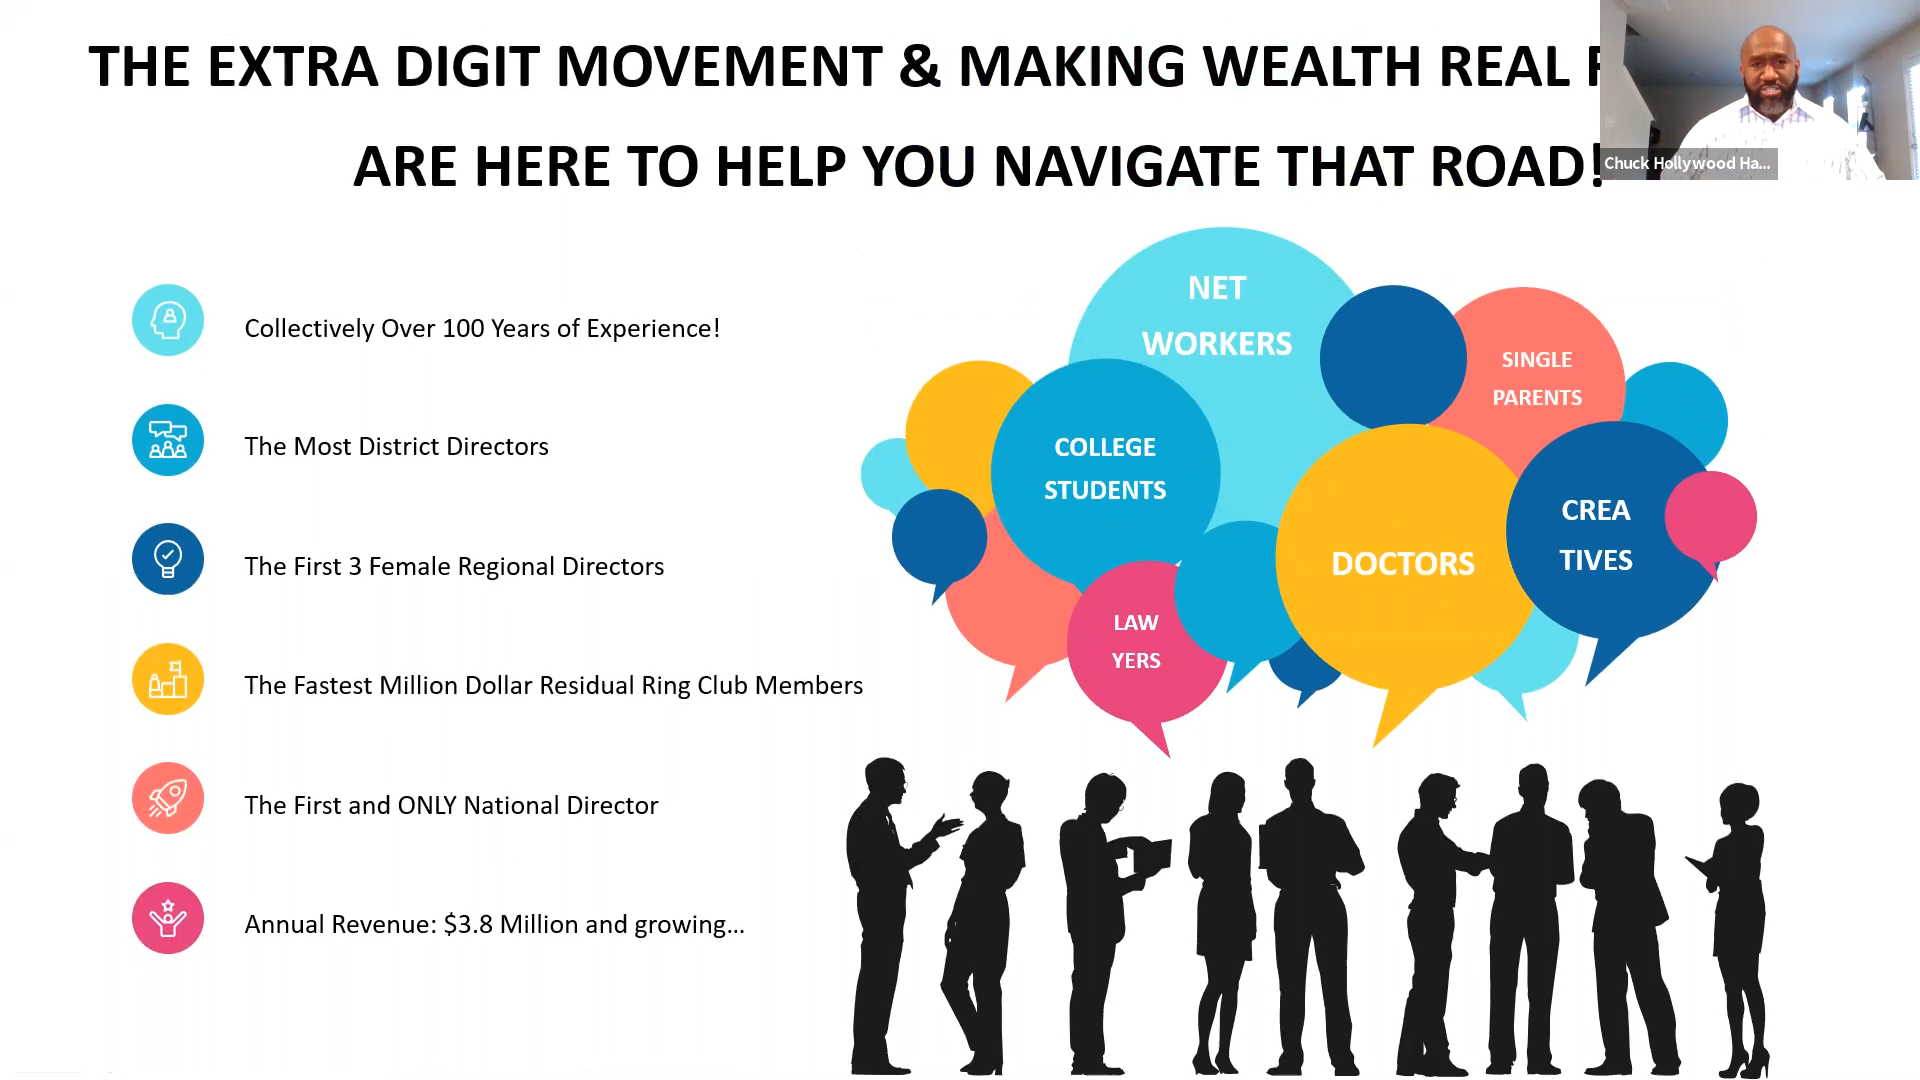 THE EXTRA DIGIT MOVEMENT & MAKING WEALTH REAL
ARE HERE TO HELP YOU NAVIGATE THAT ROAD!
Chuck Hollywood Ha...
Collectively Over 100 Years of Experience!
The Most District Directors
The First 3 Female Regional Directors
The Fastest Million Dollar Residual Ring Club Members
The First and ONLY National Director
Annual Revenue: $3.8 Million and growing...
NET
WORKERS
SINGLE
PARENTS
COLLEGE
STUDENTS
CREA
TIVES
DOCTORS
LAW
YERS